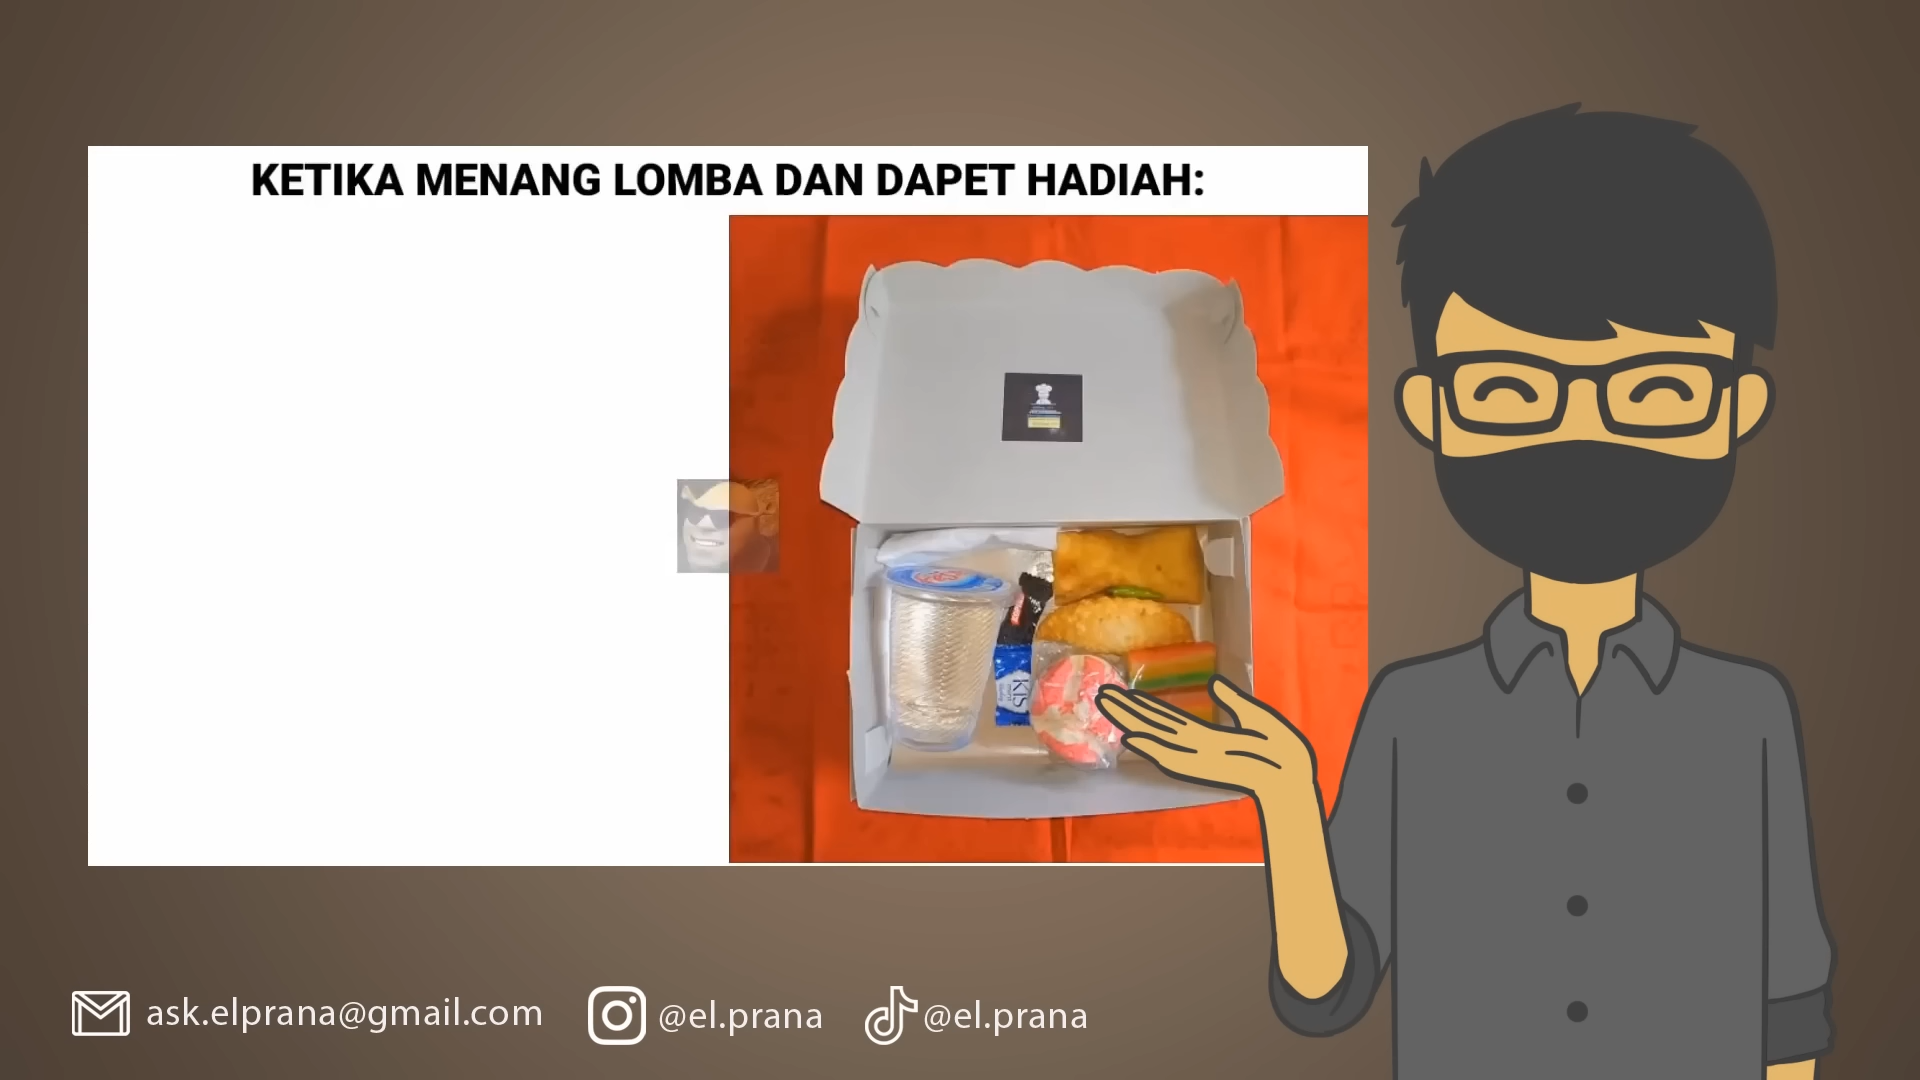 KETIKA MENANG LOMBA DAN DAPET HADIAH:
KIS
ask.elprana@gmail.com
@el.prana
@el.prana